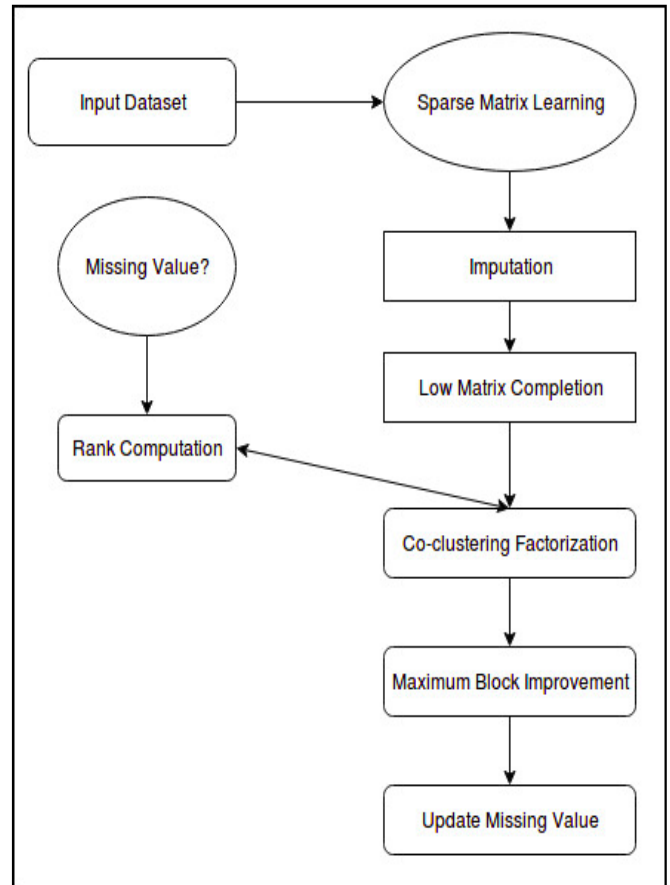 Input Dataset
Sparse Matrix Learning
Missing Value?
Imputation
Low Matrix Completion
Rank Computation
Co-clustering Factorization
Maximum Block Improvement
Update Missing Value